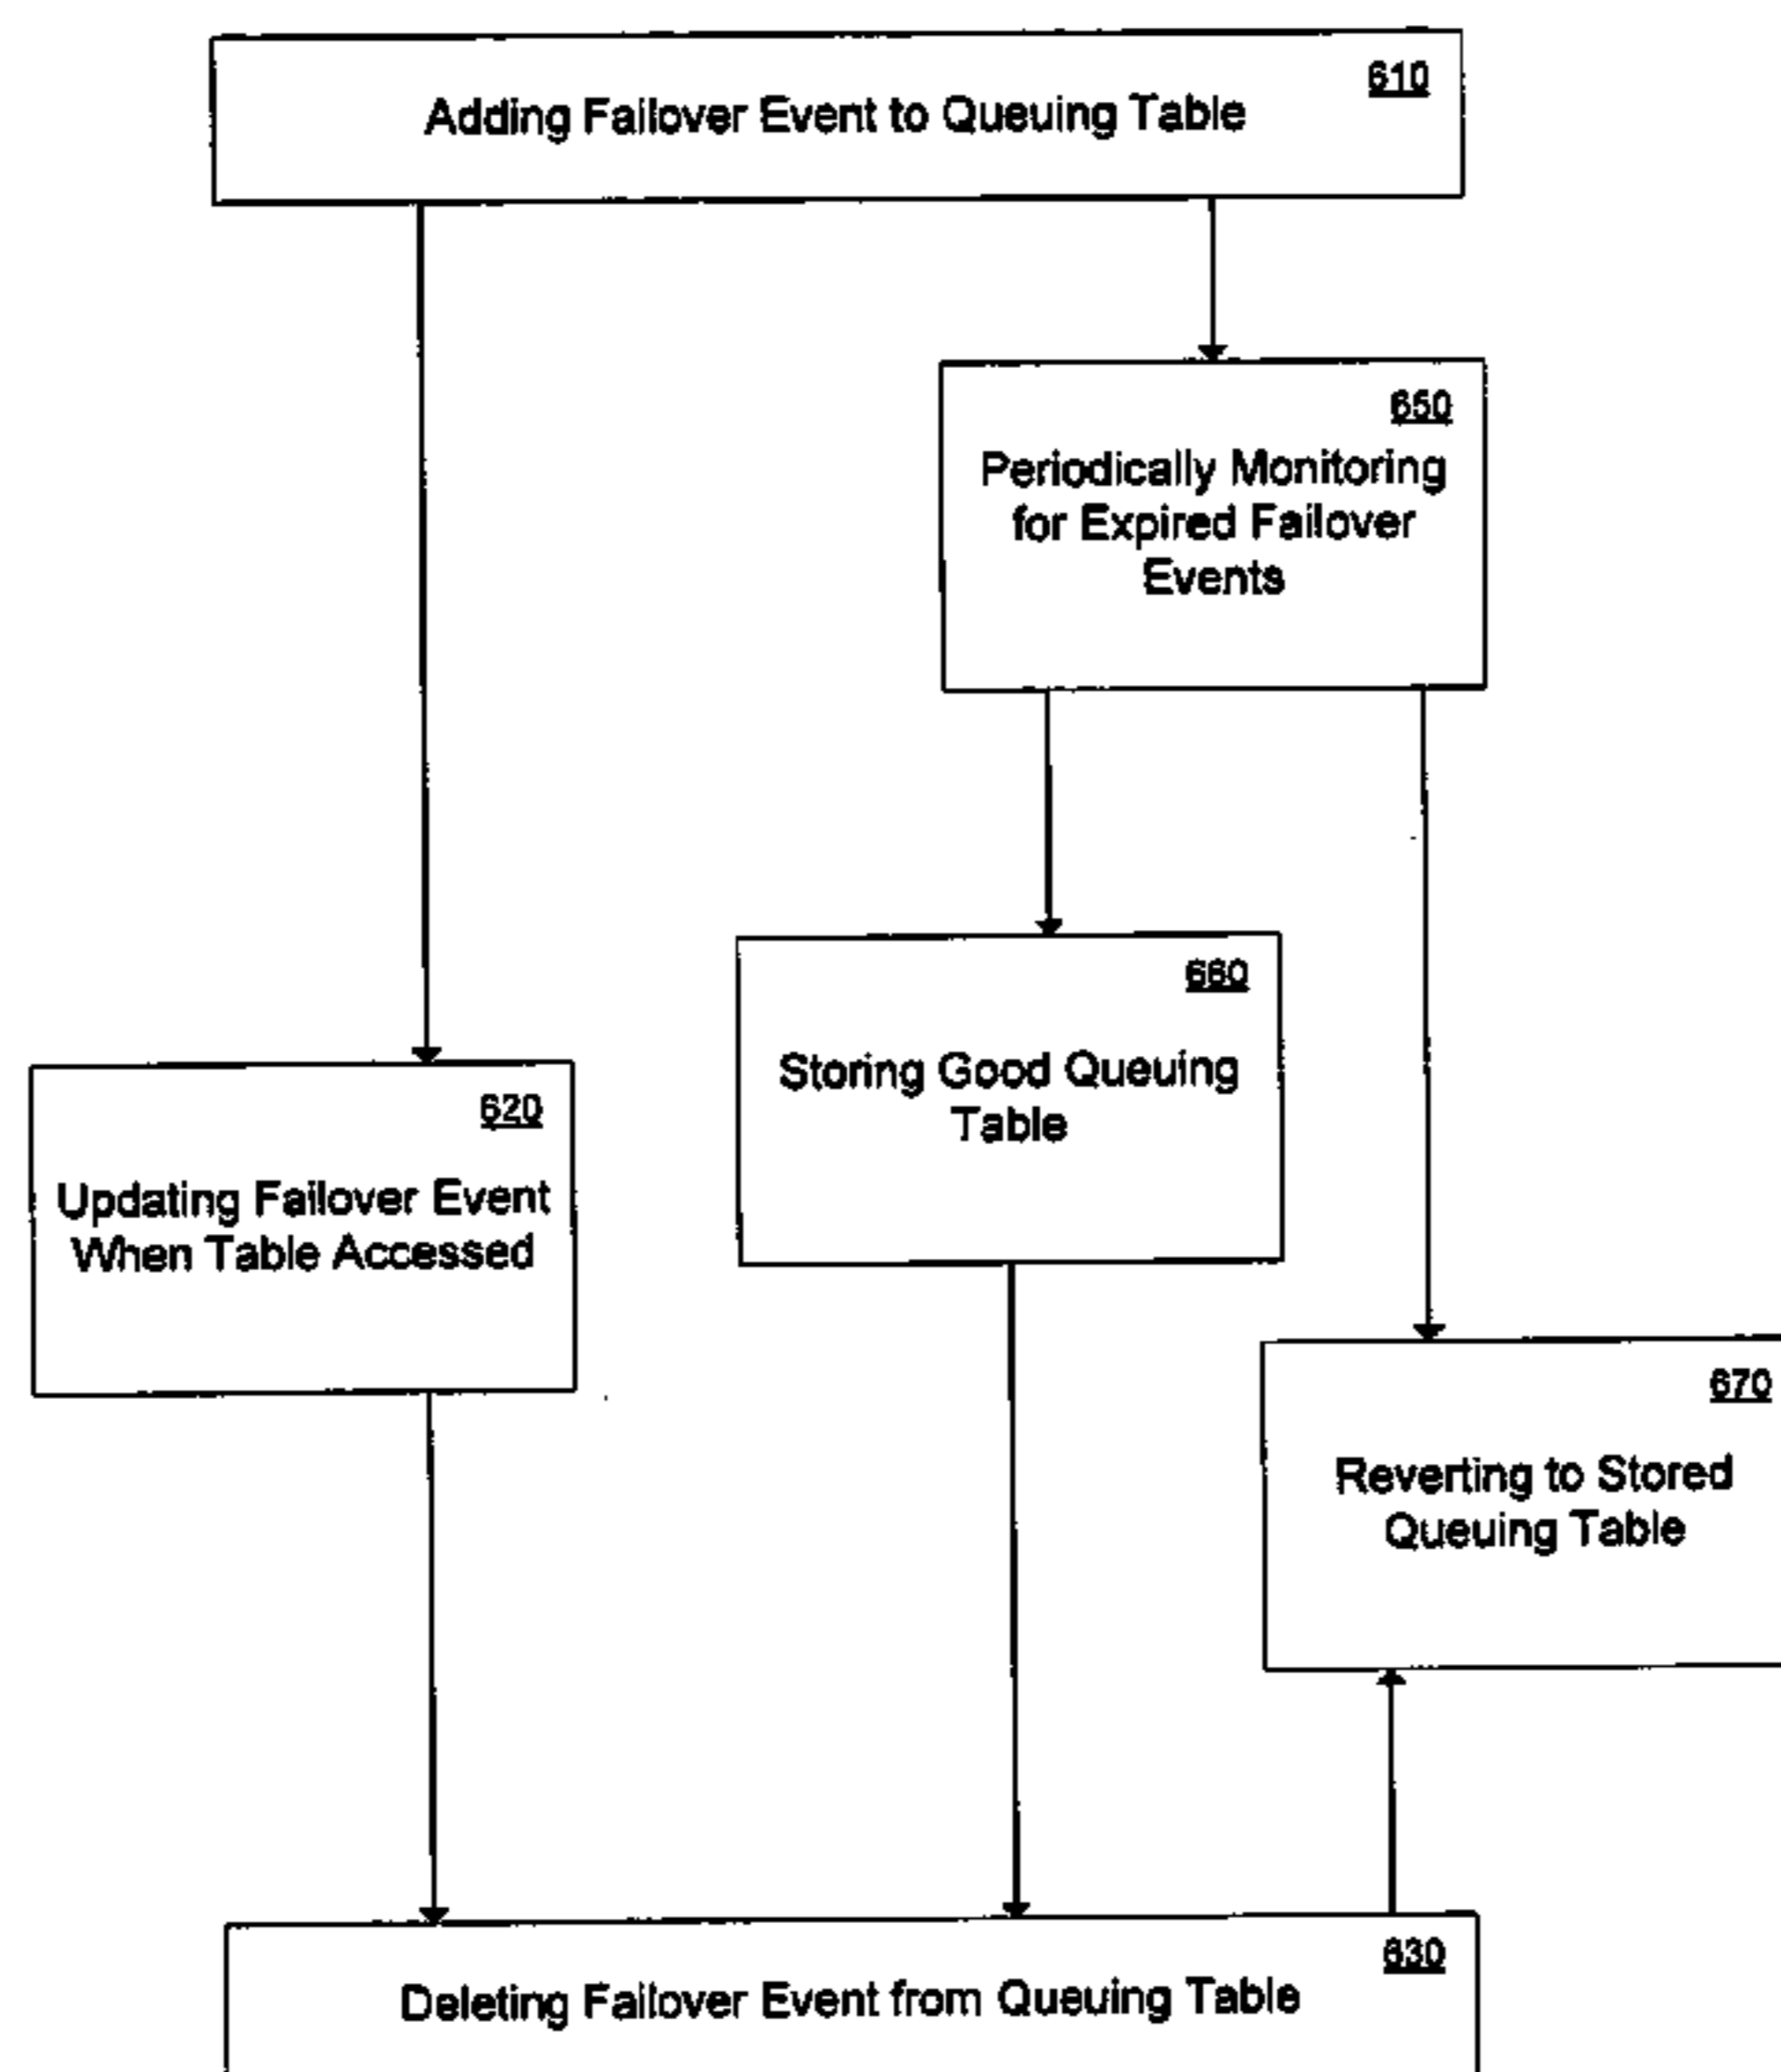 610
Adding Failover Event to Queuing Table
650
Periodically Monitoring
for Expired Failover
Events
660
Storing Good Queuing
Table
620
Updating Failover Event
When Table Accessed
670
Reverting to Stored
Queuing Table
630
Deleting Failover Event from Queuing Table